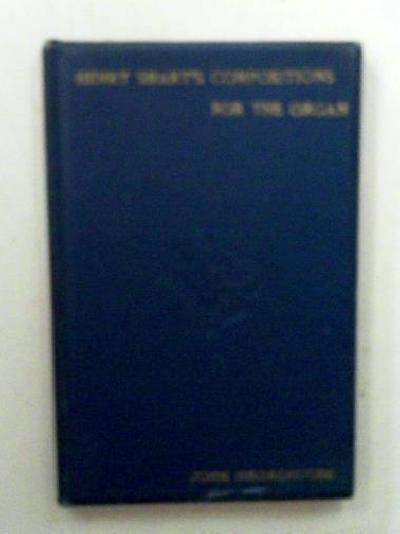 HENRY SMART'S COMPOSITIONS
FOR THE ORGAN
JOHN BROADHOUSE